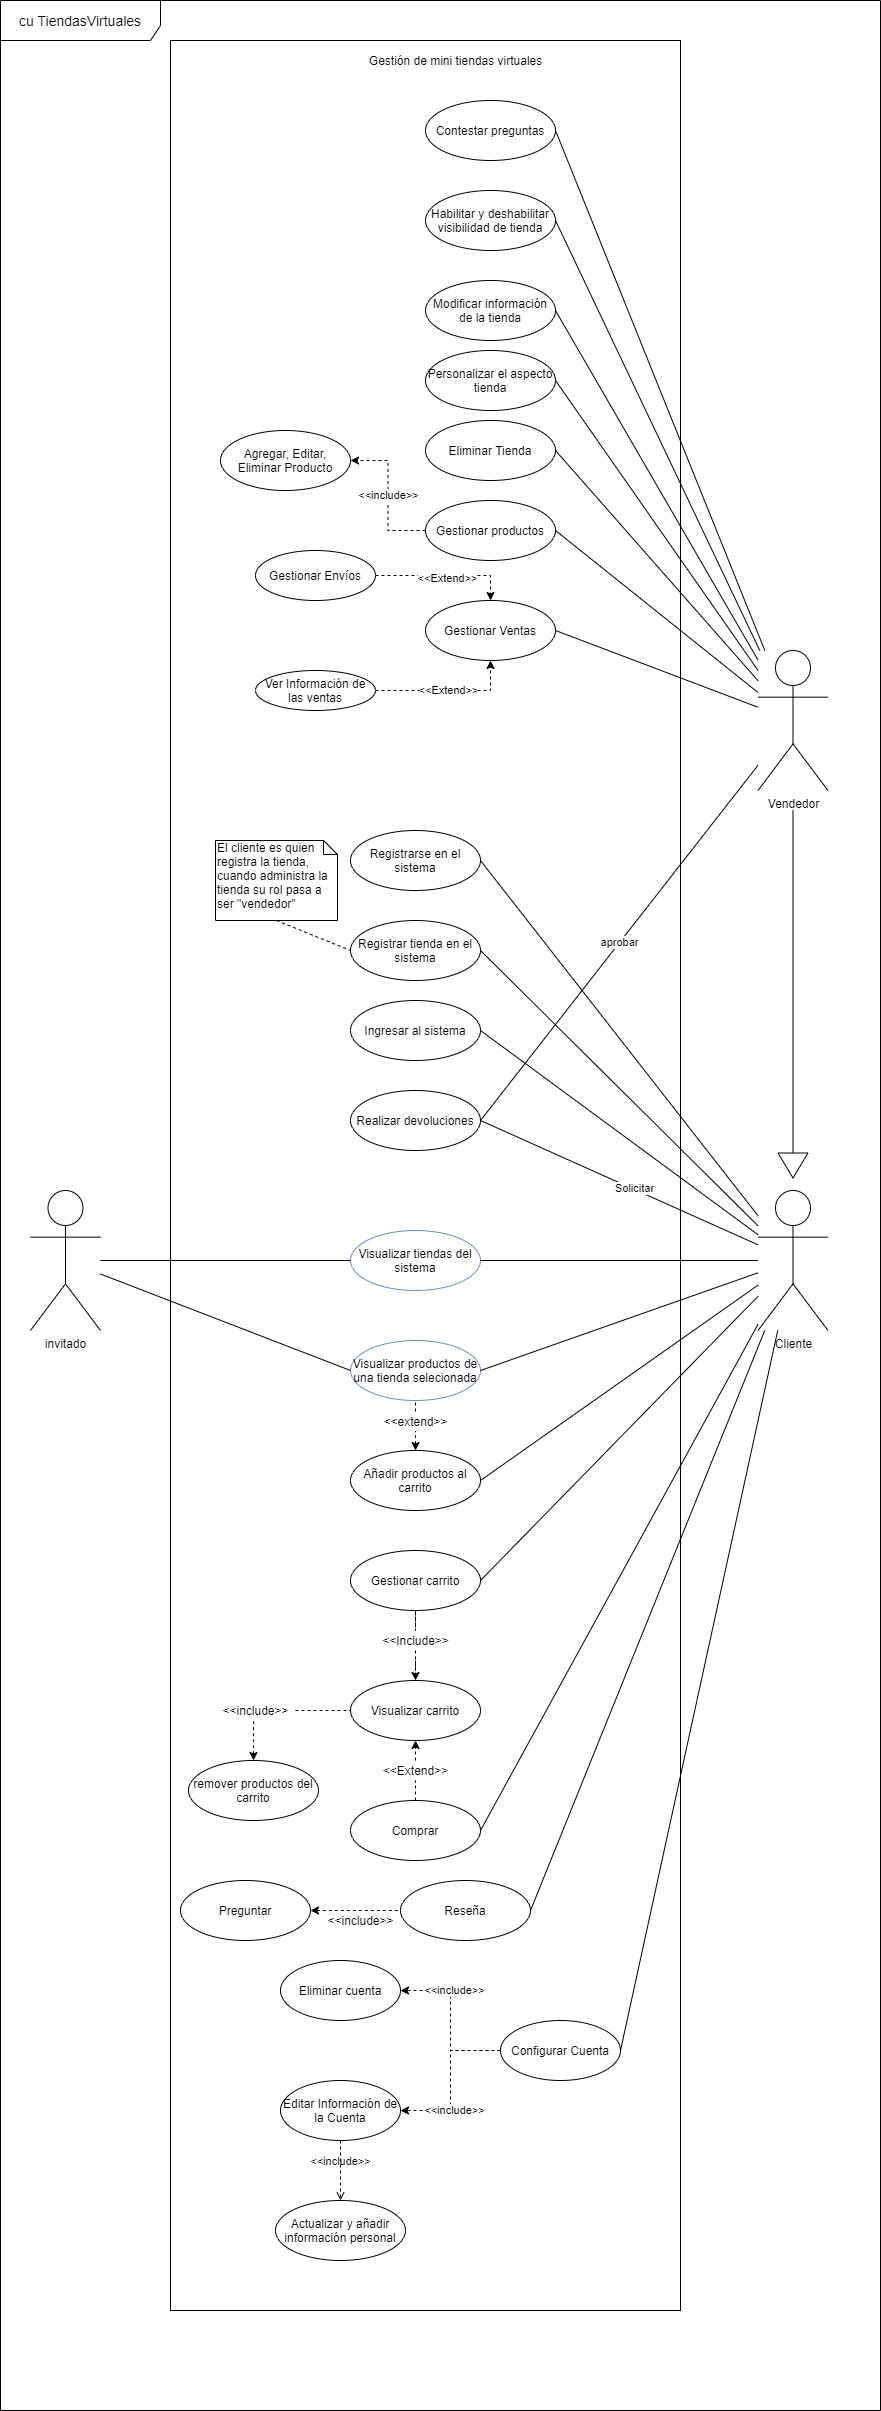 cu TiendasVirtuales
Gestión de mini tiendas virtuales
Contestar preguntas
Habilitar y deshabilitar
visibilidad de tienda
Modificar información
de la tienda
Personalizar el aspecto
tienda
Eliminar Tienda
Agregar, Editar,
Eliminar Producto
<<include>>
Gestionar productos
Gestionar Envíos
<<Extend>>
Gestionar Ventas
Ver Información de
las ventas
<<Extend>>
Vendedor
El cliente es quien
registra la tienda,
cuando administra la
tienda su rol pasa a
ser "vendedor"
Registrarse en el
sistema
Registrar tienda en el
sistema
aprobar
Ingresar al sistema
Realizar devoluciones
Solicitar
Visualizar tiendas del
sistema
invitado
Cliente
Visualizar productos de
una tienda selecionada
<<extend>>
Añadir productos al
carrito
Gestionar carrito
<<Include>>
Visualizar carrito
<<include>>
remover productos del
carrito
<<Extend>>
Comprar
Preguntar
<<include>>
Reseña
Eliminar cuenta
<<include>>
Configurar Cuenta
Editar Información de
la Cuenta
<<include>>
<<include>>
Actualizar y añadir
información personal